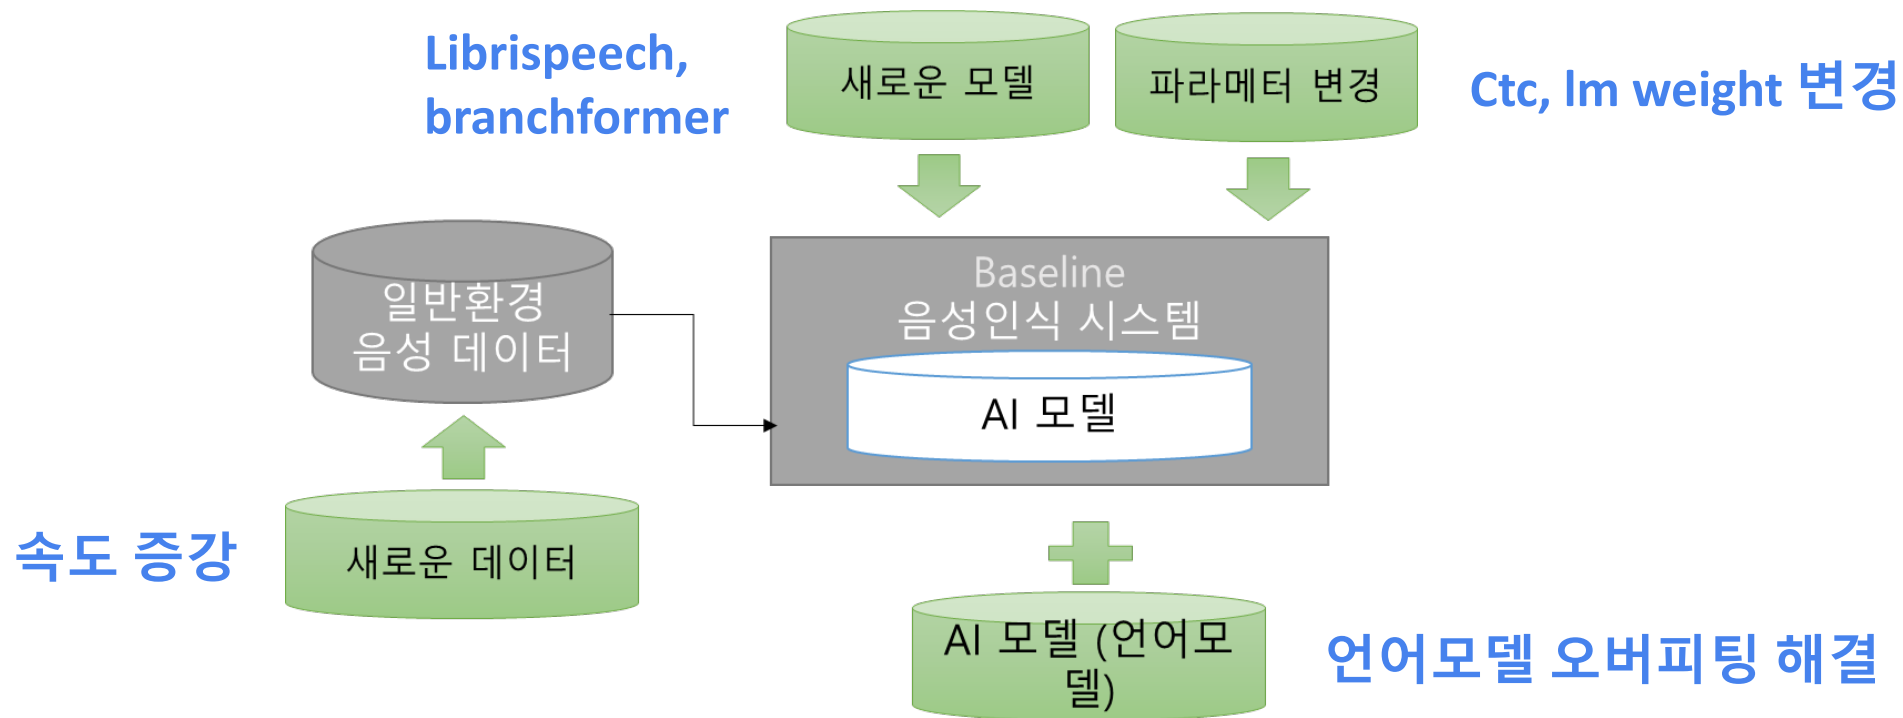 Librispeech,
branchformer
새로운 모델
파라메터 변경
Ctc, lm weight 변경
일반환경
음성 데이터
Baseline
음성인식 시스템
AI 모델
속도 증강
새로운 데이터
AI 모델 (언어모
델)
언어모델 오버피팅 해결